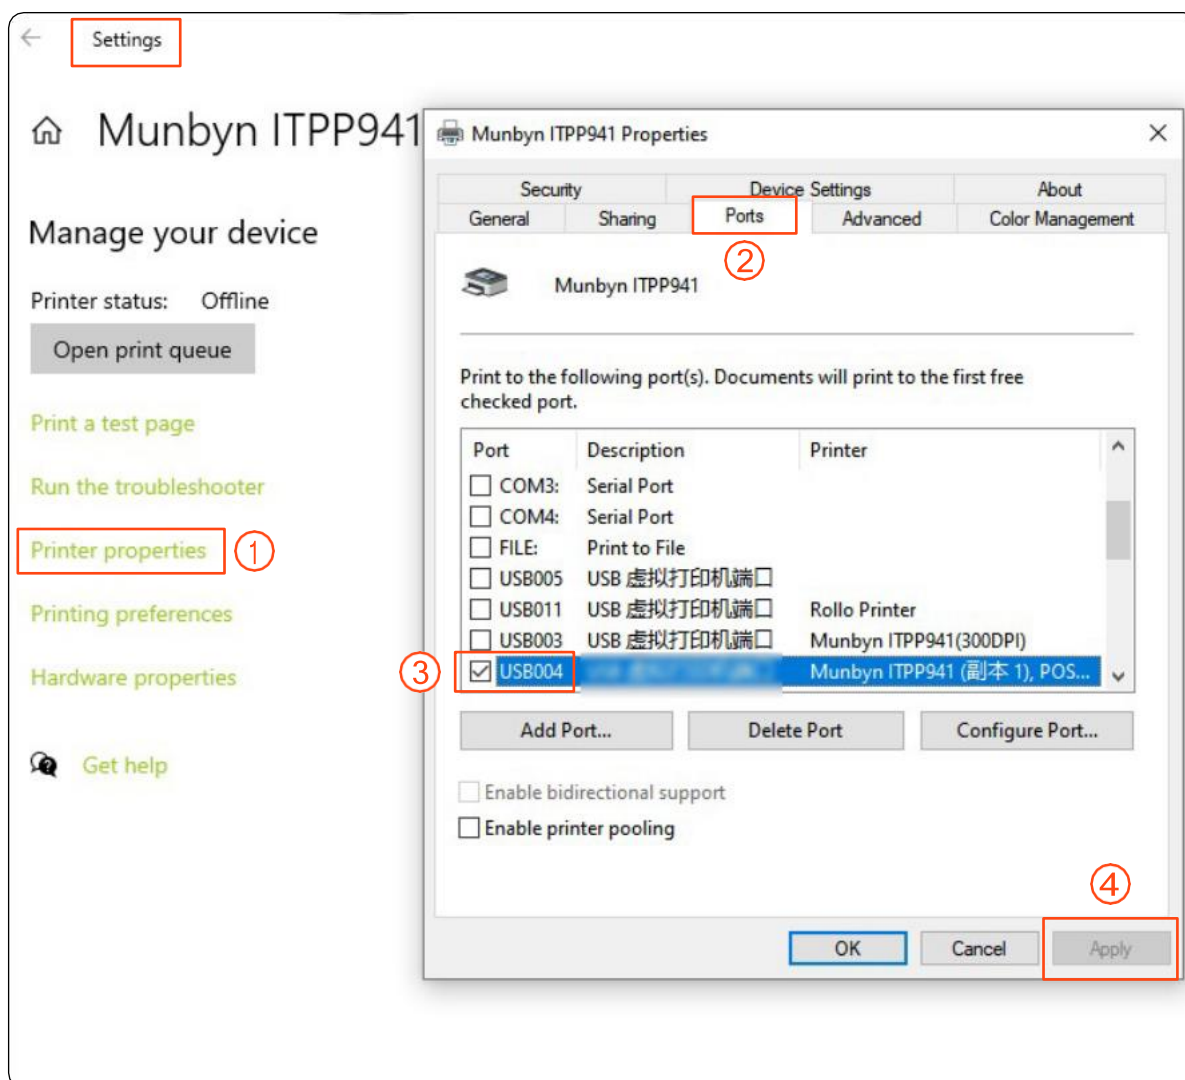 Settings
Munbyn ITPP941
Manage your device
Printer status: Offline
Open print queue
Print a test page
Run the troubleshooter
Printer properties ①
Printing preferences
Hardware properties
Get help
Munbyn ITPP941 Properties
Security Device Settings About
General Sharing Ports Advanced Color Management
②
Munbyn ITPP941
Print to the following port(s). Documents will print to the first free
checked port.
Port Description Printer
COM3: Serial Port
COM4: Serial Port
FILE: Print to File
USB005 USB 虚拟打印机端口
USB011 USB 虚拟打印机端口 Rollo Printer
USB003 USB 虚拟打印机端口 Munbyn ITPP941(300DPI)
③ USB004 Munbyn ITPP941 (副本 1), POS...
Add Port... Delete Port Configure Port...
Enable bidirectional support
Enable printer pooling
④
OK Cancel Apply